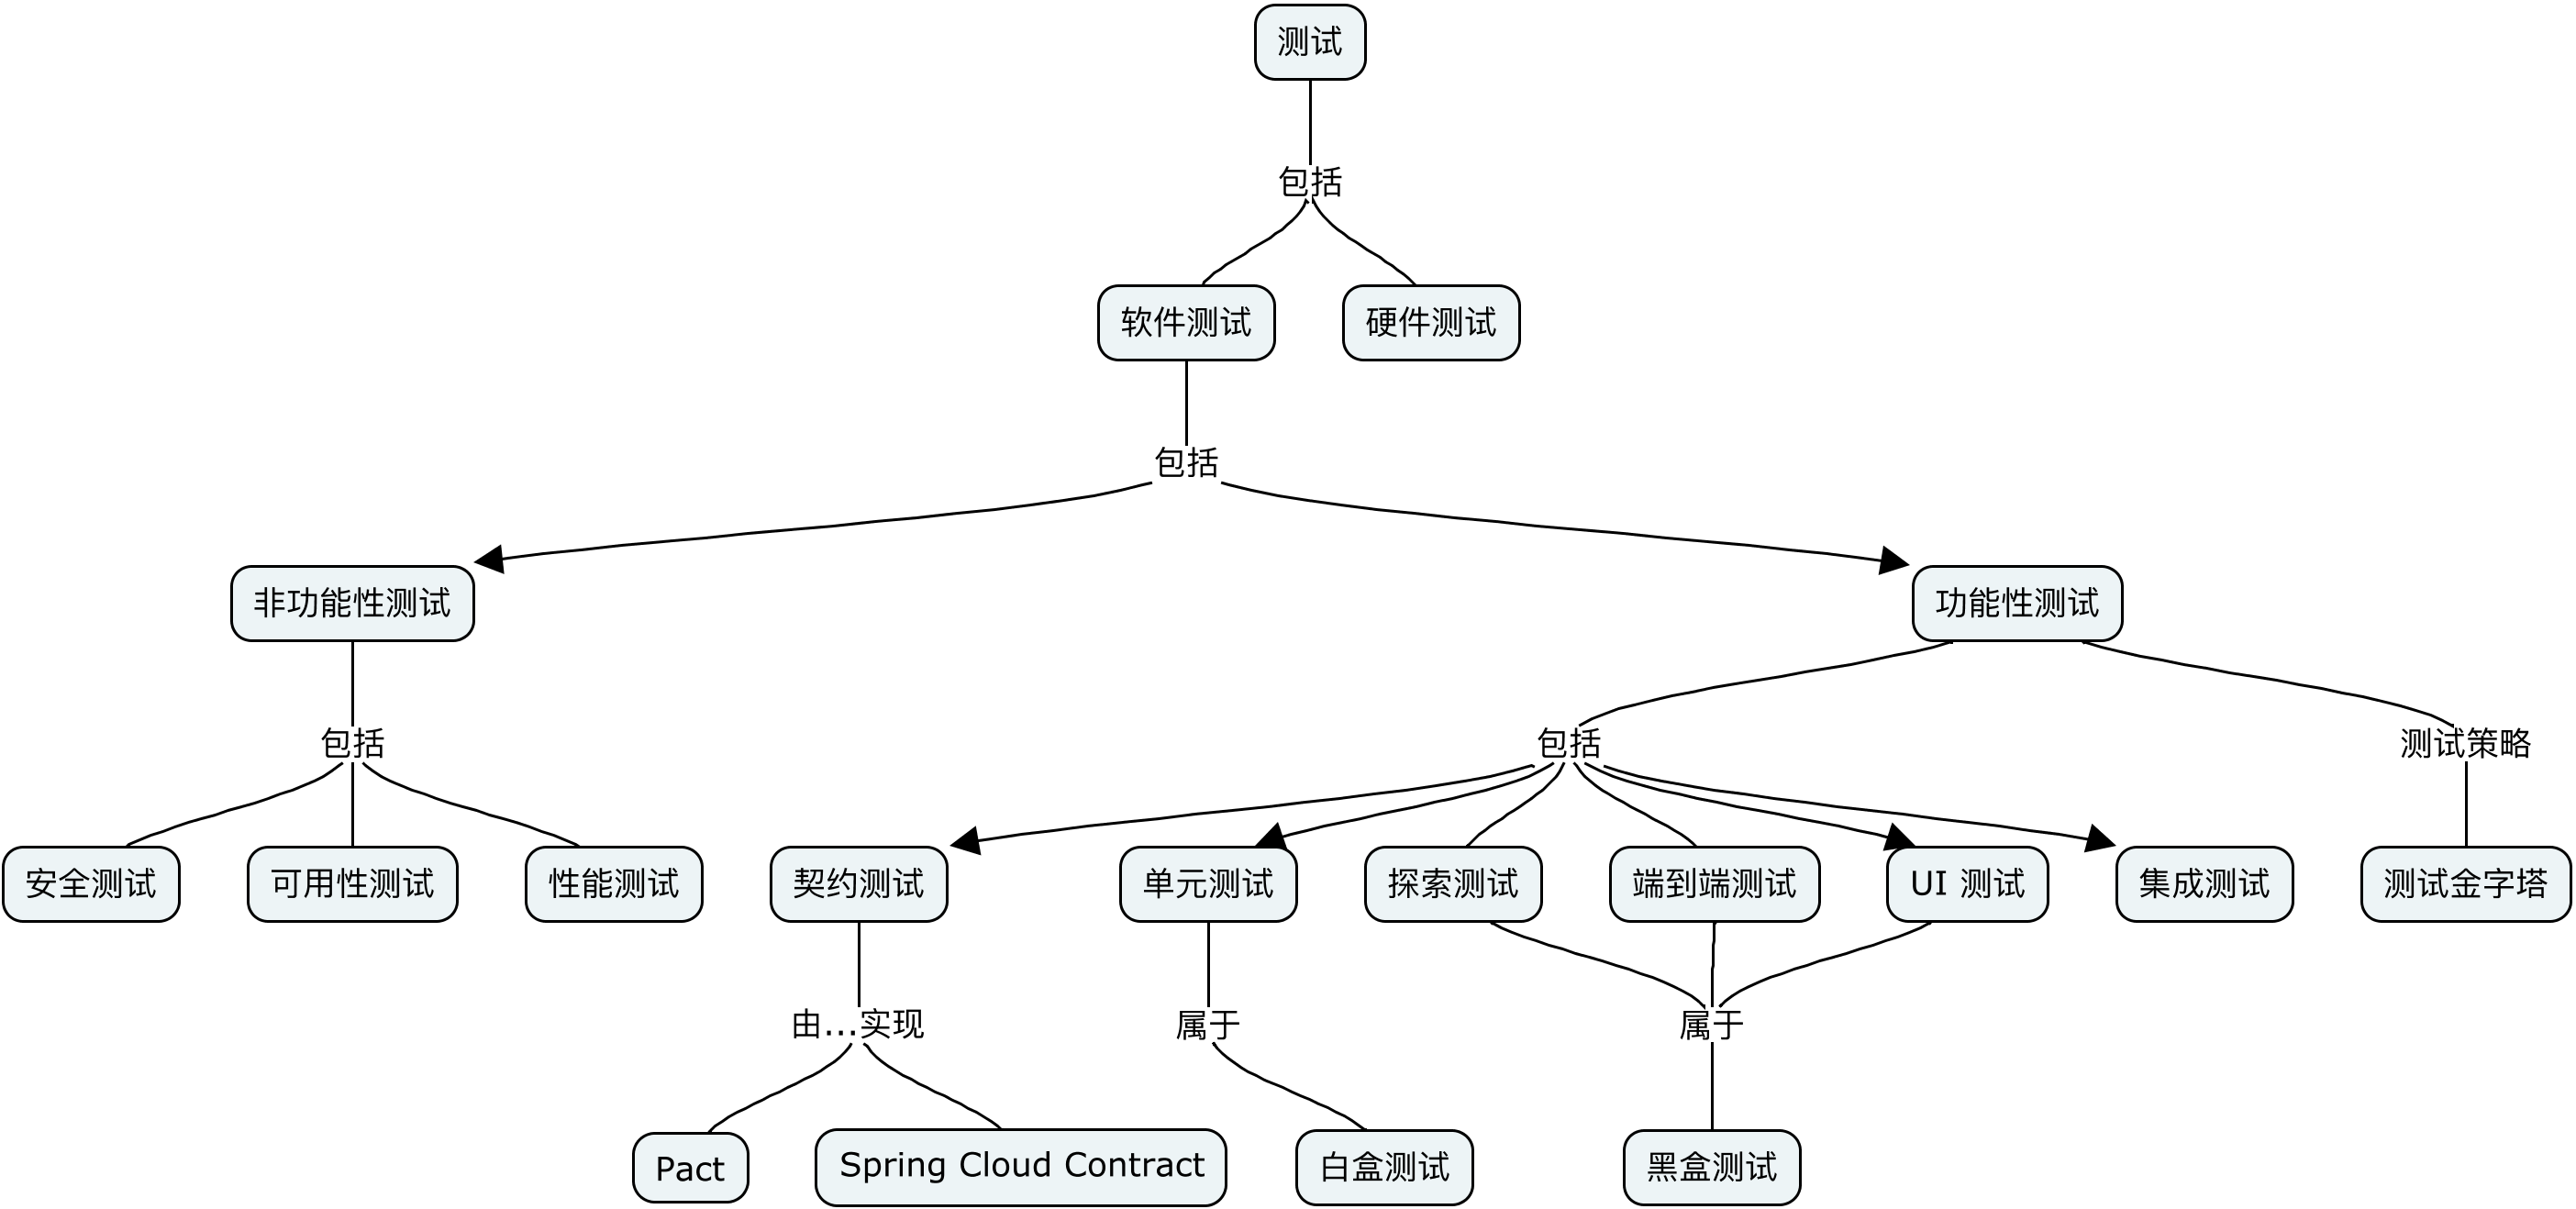 测试
包括
软件测试
硬件测试
包括
非功能性测试
功能性测试
包括
包括
测试策略
安全测试
可用性测试
性能测试
契约测试
单元测试
探索测试
端到端测试
UI 测试
集成测试
测试金字塔
由...实现
属于
属于
Pact
Spring Cloud Contract
白盒测试
黑盒测试